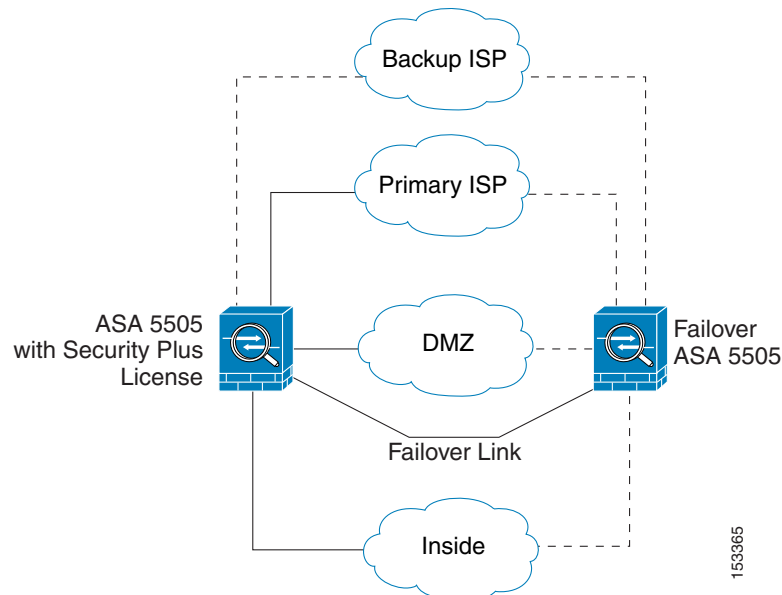 Backup ISP
Primary ISP
ASA 5505
with Security Plus
License
DMZ
Failover
ASA 5505
Failover Link
Inside
153365